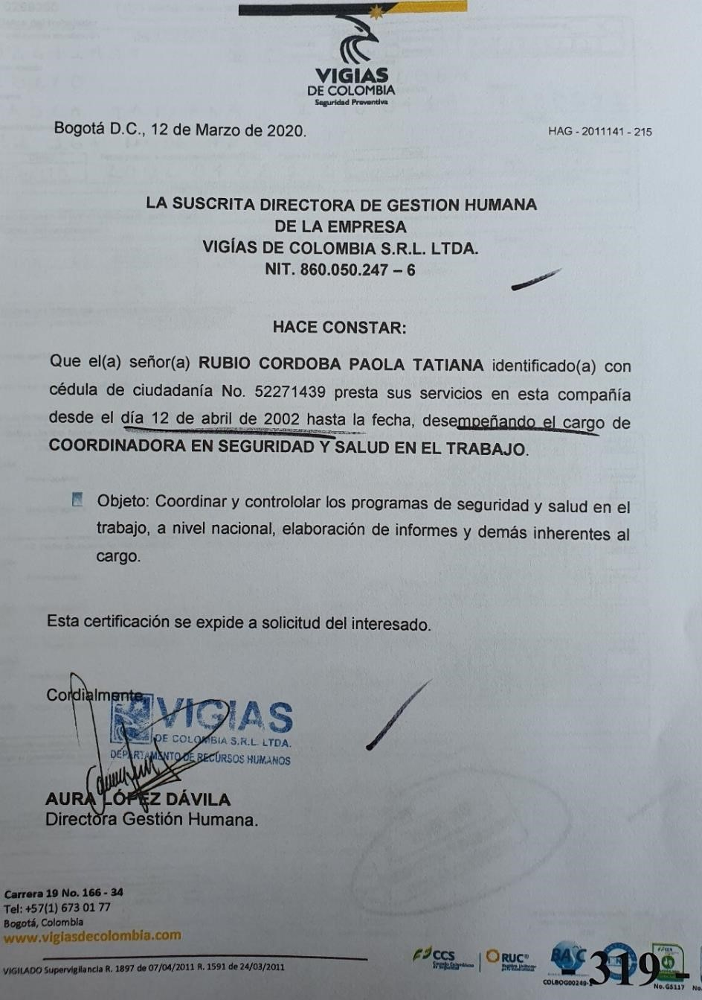 VIGIAS
DE COLOMBIA
Seguridad Preventiva
Bogotá D.C., 12 de Marzo de 2020.
HAG - 2011141 - 215
LA SUSCRITA DIRECTORA DE GESTION HUMANA
DE LA EMPRESA
VIGÍAS DE COLOMBIA S.R.L. LTDA.
NIT. 860.050.247 – 6
HACE CONSTAR:
Que el(a) señor(a) RUBIO CORDOBA PAOLA TATIANA identificado(a) con
cédula de ciudadanía No. 52271439 presta sus servicios en esta compañía
desde el día 12 de abril de 2002 hasta la fecha, desempeñando el cargo de
COORDINADORA EN SEGURIDAD Y SALUD EN EL TRABAJO.
Objeto: Coordinar y contrololar los programas de seguridad y salud en el
trabajo, a nivel nacional, elaboración de informes y demás inherentes al
cargo.
Esta certificación se expide a solicitud del interesado.
Cordialmente
VIGIAS
DE COLOMBIA S.R.L. LTDA.
DEPARTAMENTO DE RECURSOS HUMANOS
AURA LÓPEZ DÁVILA
Directora Gestión Humana.
Carrera 19 No. 166 - 34
Tel: +57(1) 673 01 77
Bogotá, Colombia
www.vigiasdecolombia.com
VIGILADO Supervigilancia R. 1897 de 07/04/2011 R. 1591 de 24/03/2011
CCS
Consejo Colombiano
de Seguridad
RUC®
BASC
COLBOG00249-1
319
No. GS117
No.